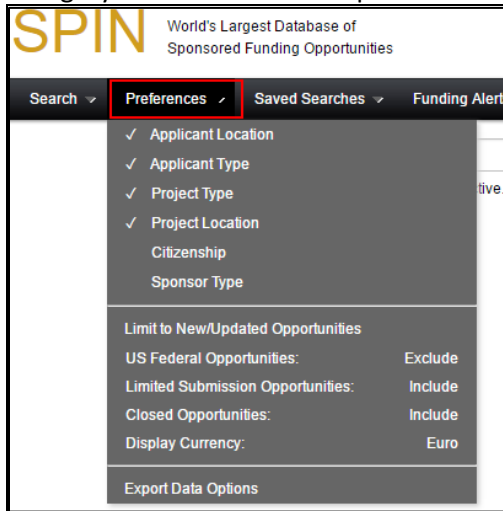 SPIN
World's Largest Database of
Sponsored Funding Opportunities
Search Preferences Saved Searches Funding Alert
✓ Applicant Location
✓ Applicant Type
tive.
✓ Project Type
✓ Project Location
Citizenship
Sponsor Type
Limit to New/Updated Opportunities
US Federal Opportunities: Exclude
Limited Submission Opportunities: Include
Closed Opportunities: Include
Display Currency: Euro
Export Data Options